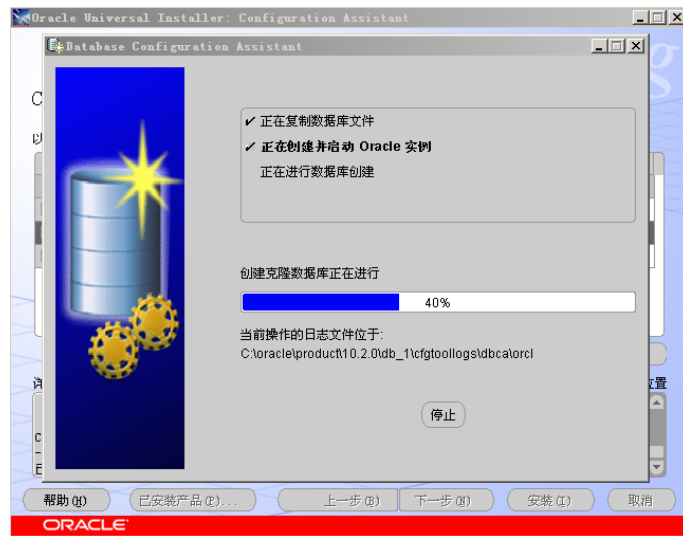 Oracle Universal Installer: Configuration Assistant
Database Configuration Assistant
g
C
以
正在复制数据库文件
正在创建并启动 Oracle 实例
正在进行数据库创建
创建克隆数据库正在进行
40%
当前操作的日志文件位于:
C:\oracle\product\10.2.0\db_1\cfgtoollogs\dbca\orcl
详
位置
C
停止
帮助(H)
已安装产品(P)...
上一步(B)
下一步(N)
安装(I)
取消
ORACLE